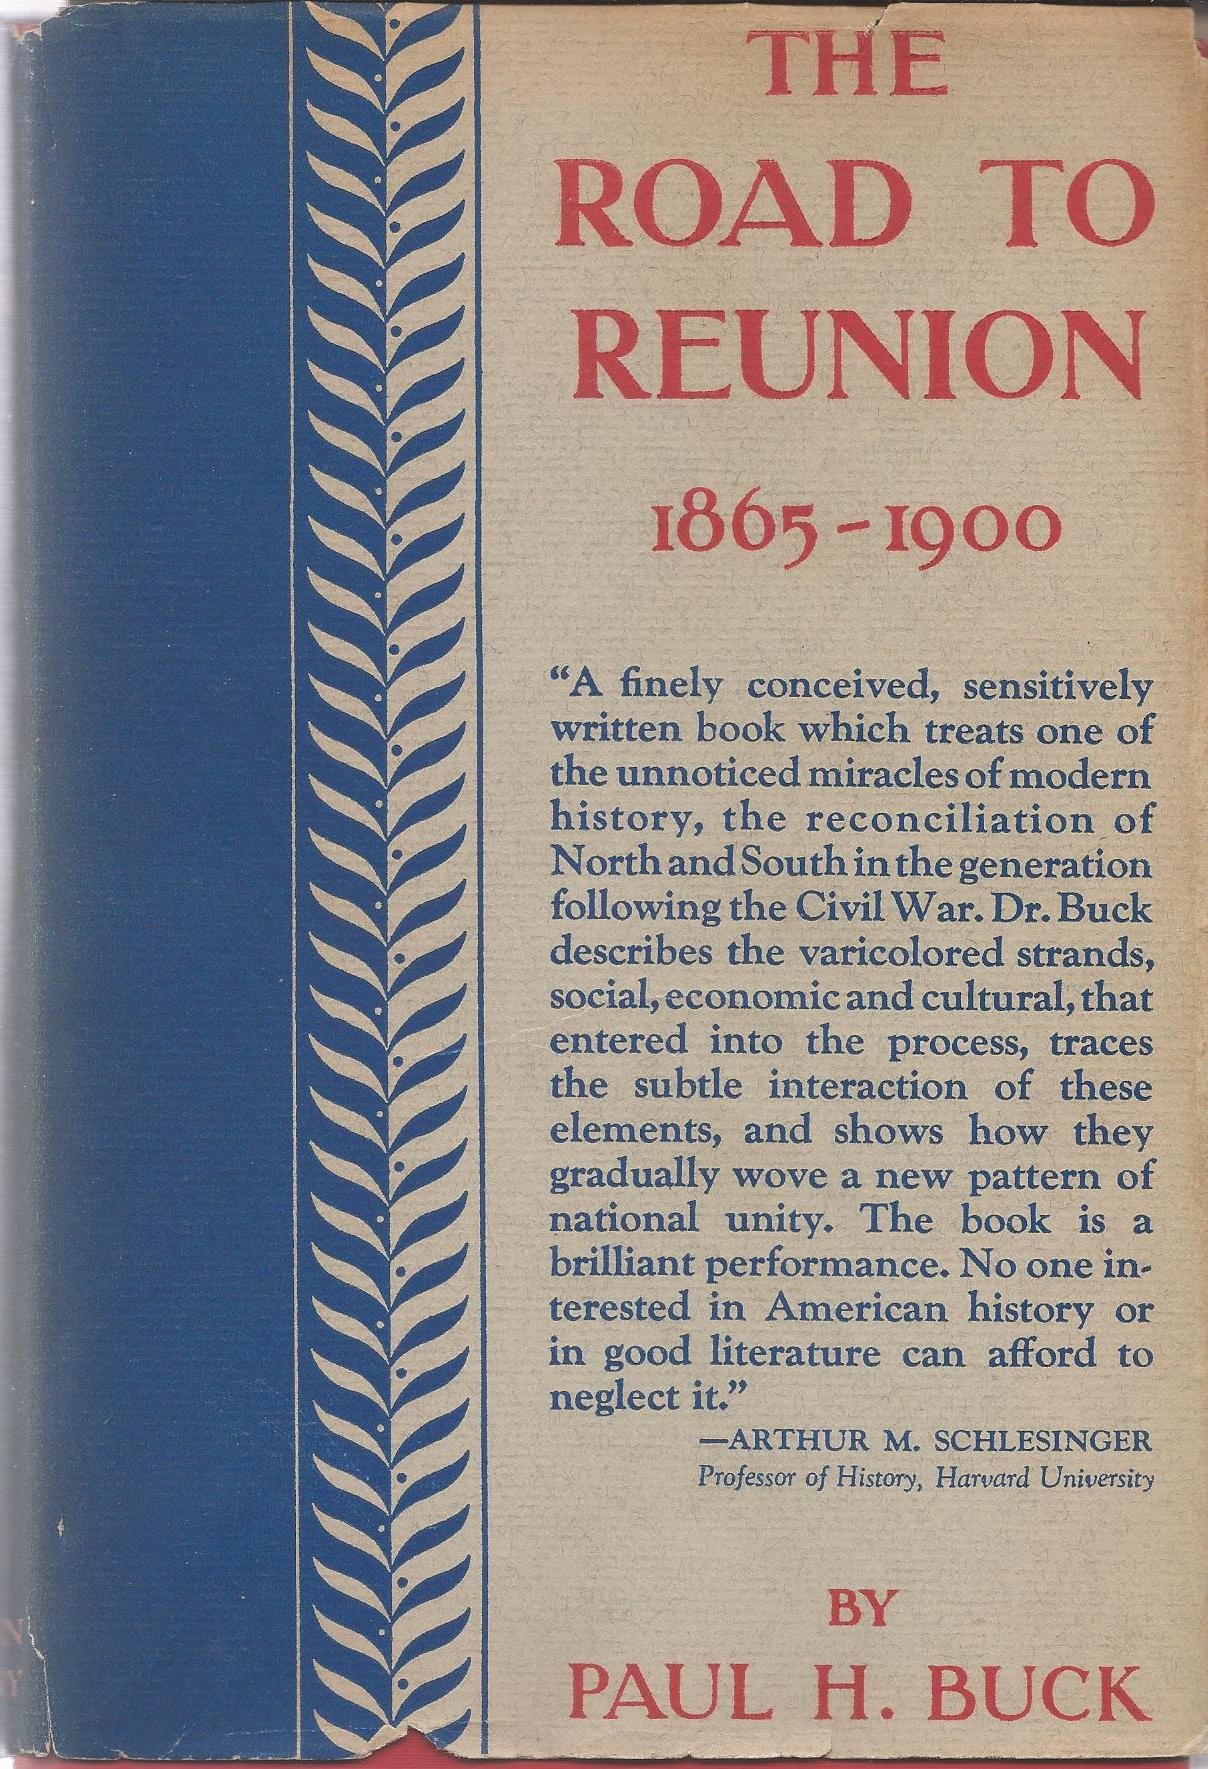 THE
ROAD TO
REUNION
1865-1900
“A finely conceived, sensitively
written book which treats one of
the unnoticed miracles of modern
history, the reconciliation of
North and South in the generation
following the Civil War. Dr. Buck
describes the varicolored strands,
social, economic and cultural, that
entered into the process, traces
the subtle interaction of these
elements, and shows how they
gradually wove a new pattern of
national unity. The book is a
brilliant performance. No one in-
terested in American history or
in good literature can afford to
neglect it.”
—ARTHUR M. SCHLESINGER
Professor of History, Harvard University
BY
PAUL H. BUCK